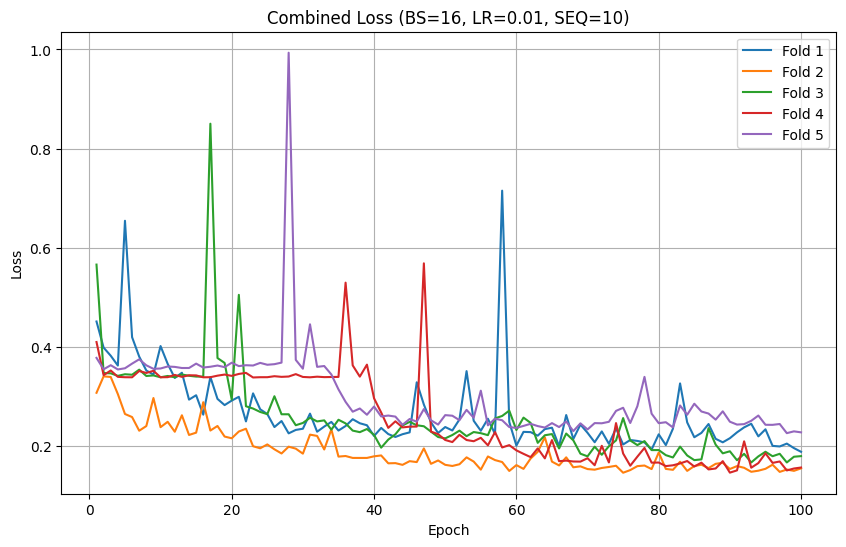 Combined Loss (BS=16, LR=0.01, SEQ=10)
Fold 1
Fold 2
Fold 3
Fold 4
Fold 5
Loss
1.0
0.8
0.6
0.4
0.2
0 20 40 60 80 100
Epoch